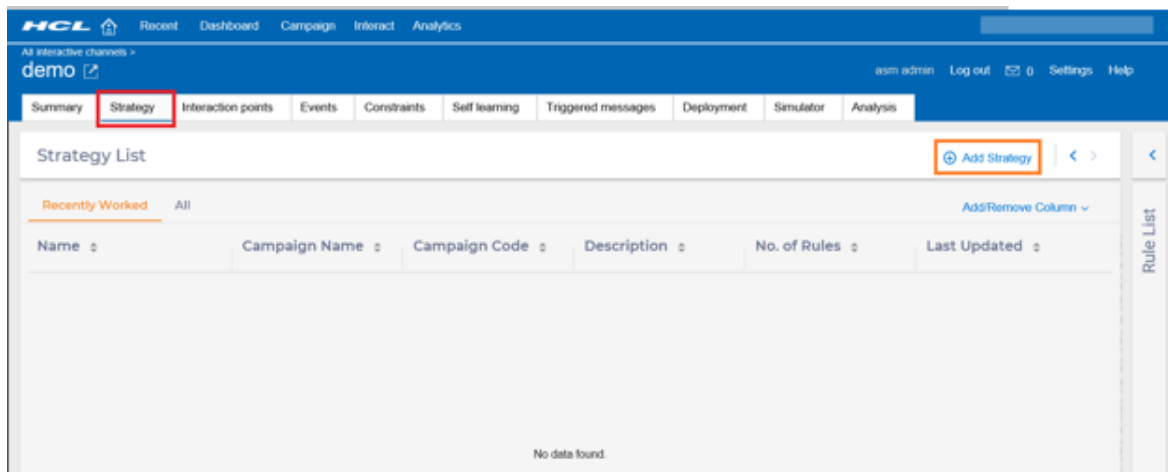 HCL Recent Dashboard Campaign Interact Analytics
All interactive channels >
demo
asm admin Log out 0 Settings Help
Summary Strategy Interaction points Events Constraints Self learning Triggered messages Deployment Simulator Analysis
Strategy List
Add Strategy
Recently Worked All
Add/Remove Column
Name Campaign Name Campaign Code Description No. of Rules Last Updated
Rule List
No data found.